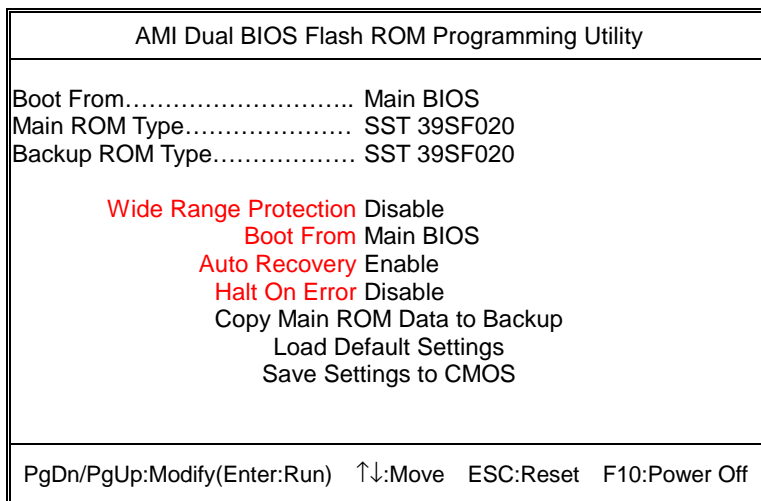 AMI Dual BIOS Flash ROM Programming Utility
Boot From……………………….. Main BIOS
Main ROM Type………………… SST 39SF020
Backup ROM Type……………… SST 39SF020
Wide Range Protection Disable
Boot From Main BIOS
Auto Recovery Enable
Halt On Error Disable
Copy Main ROM Data to Backup
Load Default Settings
Save Settings to CMOS
PgDn/PgUp:Modify(Enter:Run) ↑↓:Move ESC:Reset F10:Power Off